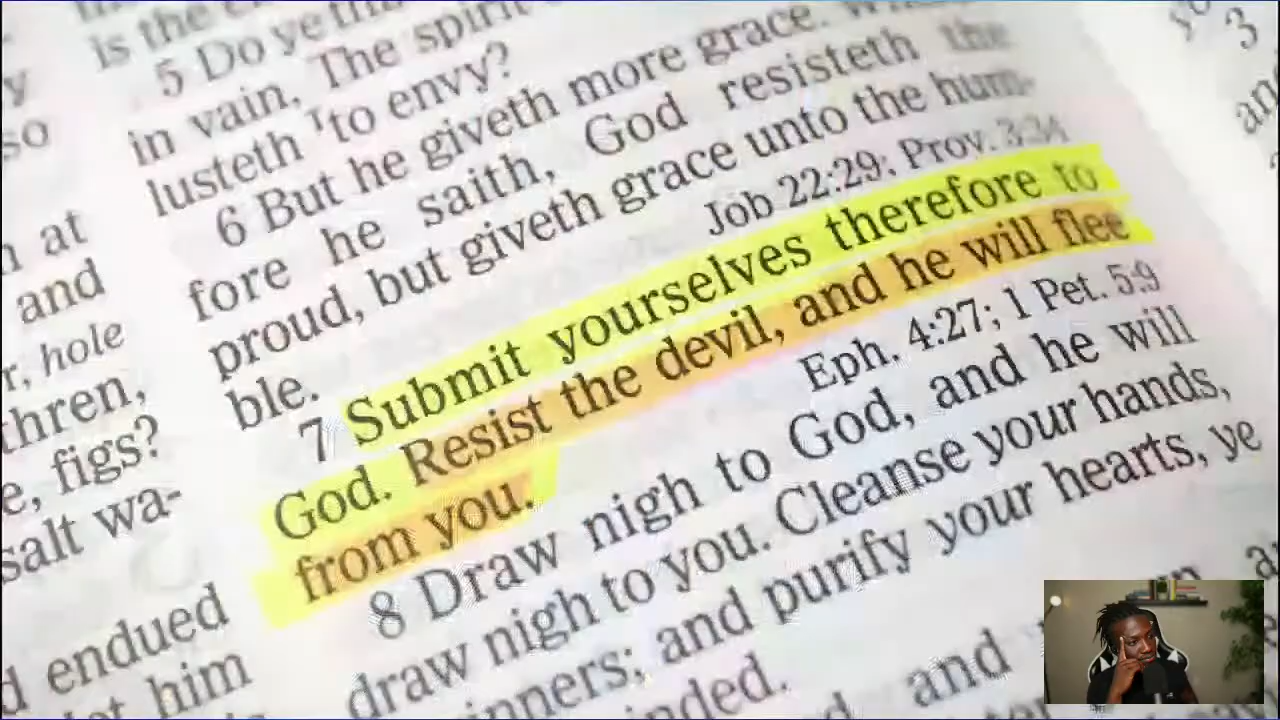 is the
5 Do ye
in vain, The spirit
lusteth to envy?
6 But he giveth more grace.
fore he saith, God resisteth the
proud, but giveth grace unto the hum-
ble.
Job 22:29; Prov. 3:34
7 Submit yourselves therefore to
God. Resist the devil, and he will flee
from you.
Eph. 4:27; 1 Pet. 5:9
8 Draw nigh to God, and he will
draw nigh to you. Cleanse your hands,
and purify your hearts, ye
and
y
so
at
and
hole
figs?
salt wa-
endued
him
3